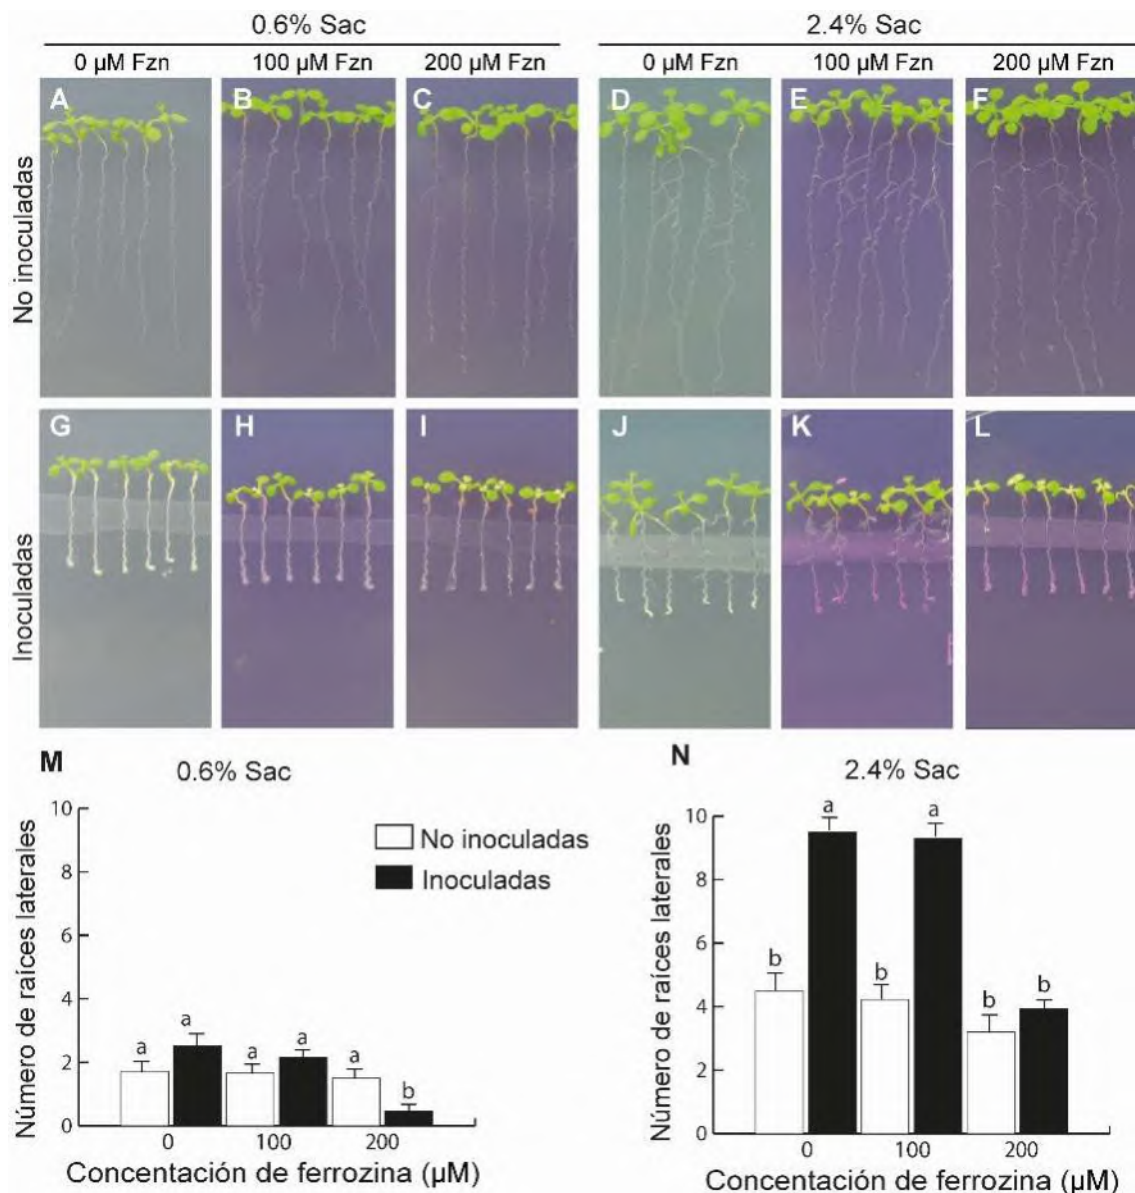 0.6% Sac
2.4% Sac
0 µM Fzn
100 µM Fzn
200 µM Fzn
0 µM Fzn
100 µM Fzn
200 µM Fzn
No inoculadas
A
B
C
D
E
F
Inoculadas
G
H
I
J
K
L
M
0.6% Sac
Número de raíces laterales
10
8
6
4
2
0
No inoculadas
Inoculadas
a
a
a
a
a
b
0
100
200
Concentación de ferrozina (µM)
N
2.4% Sac
Número de raíces laterales
10
8
6
4
2
0
b
a
b
a
b
b
0
100
200
Concentación de ferrozina (µM)